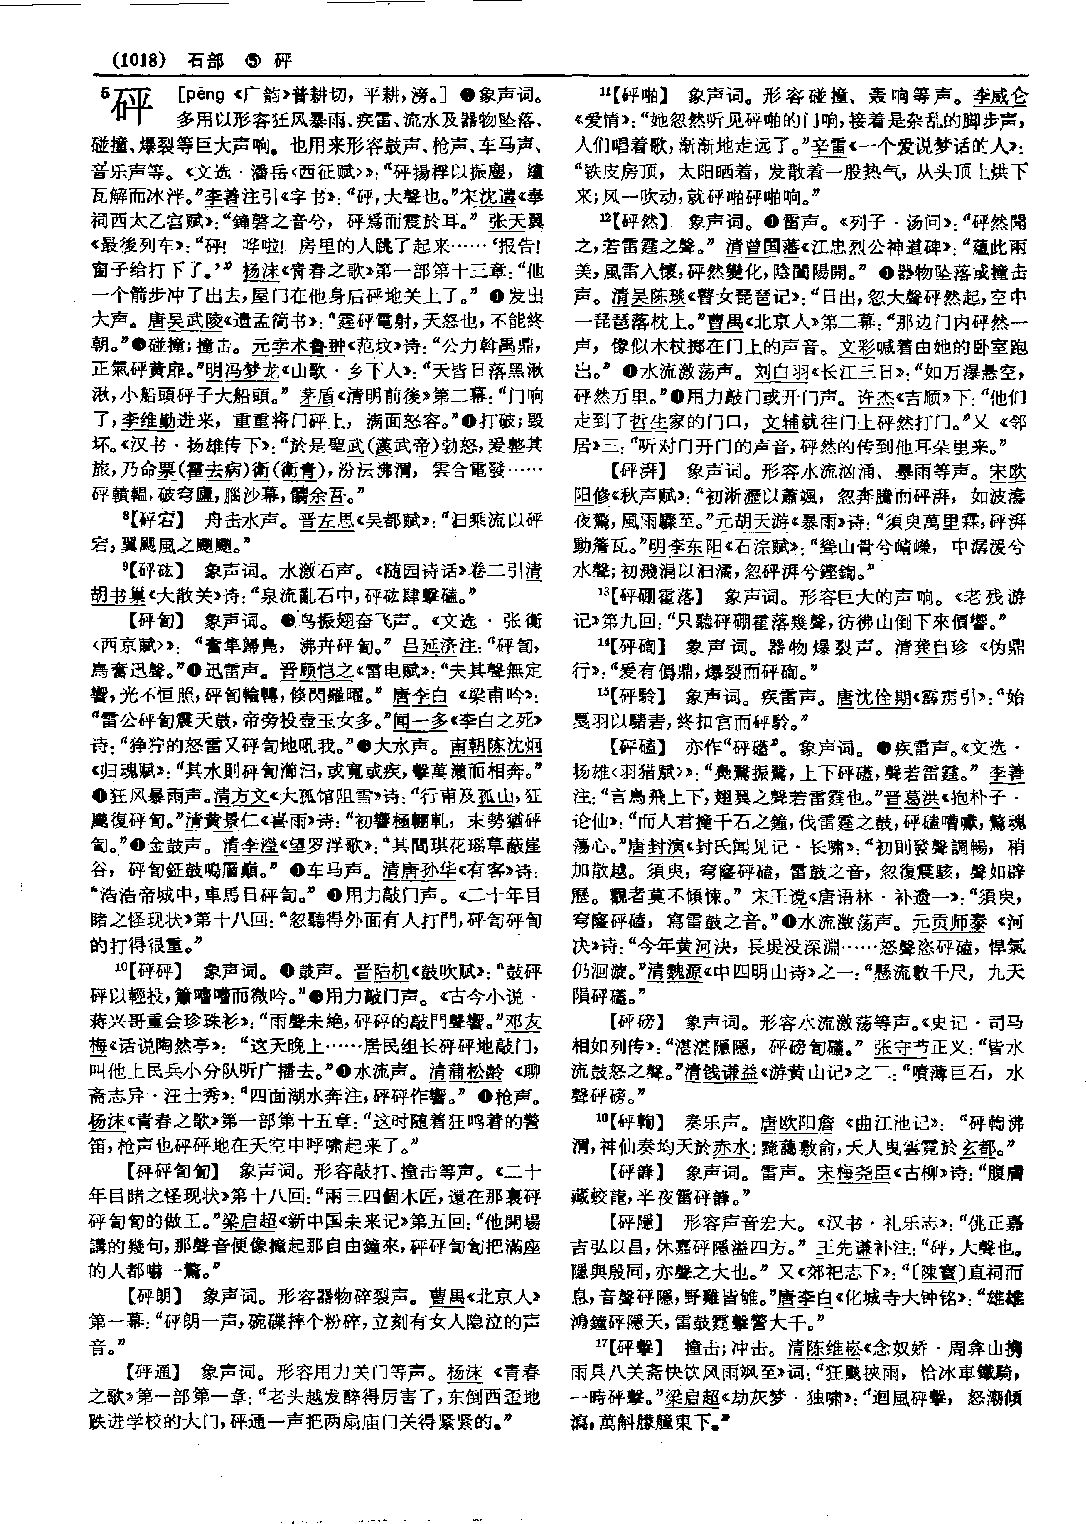 (1018) 石部 ⑤ 砰
5砰 [pēng 《广韵》普耕切，平耕，滂。] ❶象声词。
多用以形容狂风暴雨、疾雷、流水及器物坠落、
碰撞、爆裂等巨大声响。也用来形容鼓声、枪声、车马声、
音乐声等。《文选·潘岳〈西征赋〉》：“砰揚桴以振塵，繣
瓦解而冰泮。”李善注引《字书》：“砰，大聲也。”宋沈遘《奉
祠西太乙宫赋》：“鐘磬之音兮，砰焉而震於耳。” 张天翼
《最後列车》：“砰！哗啦！房里的人跳了起来……‘报告！
窗子给打下了。’” 杨沫《青春之歌》第一部第十三章：“他
一个箭步冲了出去，屋门在他身后砰地关上了。” ❷发出
大声。唐吴武陵《遗孟简书》：“霆砰電射，天怒也，不能終
朝。”❸碰撞；撞击。元孛术鲁翀《范坟》诗：“公力斡禹鼎，
正氣砰黄扉。”明冯梦龙《山歌·乡下人》：“天皆日落黑湫
湫，小船頭砰子大船頭。” 茅盾《清明前後》第二幕：“门响
了，李维勤进来，重重将门砰上，满面怒容。”❹打破；毁
坏。《汉书·扬雄传下》：“於是聖武（漢武帝）勃怒，爰整其
旅，乃命票（霍去病）衛（衛青），汾沄沸渭，雲合電發……
砰轒輼，破穹廬，腦沙幕，髓余吾。”
8【砰宕】 舟击水声。晋左思《吴都赋》：“汩乘流以砰
宕，翼颸風之䬙䬙。”
9【砰砿】 象声词。水激石声。《随园诗话》卷二引清
胡书巢《大散关》诗：“泉流亂石中，砰砿肆擊磕。”
【砰訇】 象声词。❶鸟振翅奋飞声。《文选·张衡
〈西京赋〉》：“奮隼歸鳧，沸卉砰訇。” 吕延济注：“砰訇，
鳥奮迅聲。”❷迅雷声。晋顾恺之《雷电赋》：“夫其聲無定
響，光不恒照，砰訇輪轉，倏閃羅曜。” 唐李白《梁甫吟》：
“雷公砰訇震天鼓，帝旁投壺玉女多。”闻一多《李白之死》
诗：“狰狞的怒雷又砰訇地吼我。”❸大水声。南朝陈沈炯
《归魂赋》：“其水則砰訇瀄汩，或寬或疾，擊萬瀨而相奔。”
❹狂风暴雨声。清方文《大孤馆阻雪》诗：“行甫及孤山，狂
飈復砰訇。”清黄景仁《喜雨》诗：“初響極輣軋，末勢猶砰
訇。”❺金鼓声。清李滢《望罗浮歌》：“其間琪花瑶草蔽崖
谷，砰訇鉦鼓鳴層巅。” ❻车马声。清唐孙华《有客》诗：
“浩浩帝城中，車馬日砰訇。” ❼用力敲门声。《二十年目
睹之怪现状》第十八回：“忽聽得外面有人打門，砰訇砰訇
的打得很重。”
10【砰砰】 象声词。❶鼓声。晋陆机《鼓吹赋》：“鼓砰
砰以輕投，簫嘈嘈而微吟。”❷用力敲门声。《古今小说·
蒋兴哥重会珍珠衫》：“雨聲未絶，砰砰的敲門聲響。”邓友
梅《话说陶然亭》：“这天晚上……居民组长砰砰地敲门，
叫他上民兵小分队听广播去。”❸水流声。清蒲松龄《聊
斋志异·汪士秀》：“四面湖水奔注，砰砰作響。” ❹枪声。
杨沫《青春之歌》第一部第十五章：“这时随着狂鸣着的警
笛，枪声也砰砰地在天空中呼啸起来了。”
【砰砰訇訇】 象声词。形容敲打、撞击等声。《二十
年目睹之怪现状》第十八回：“兩三四個木匠，還在那裏砰
砰訇訇的做工。”梁启超《新中国未来记》第五回：“他開場
講的幾句，那聲音便像撞起那自由鐘來，砰砰訇訇把滿座
的人都嚇一驚。”
【砰朗】 象声词。形容器物碎裂声。曹禺《北京人》
第一幕：“砰朗一声，碗碟摔个粉碎，立刻有女人隐泣的声
音。”
【砰通】 象声词。形容用力关门等声。杨沫《青春
之歌》第一部第一章：“老头越发醉得厉害了，东倒西歪地
跌进学校的大门，砰通一声把两扇庙门关得紧紧的。”
11【砰啪】 象声词。形容碰撞、轰响等声。李威仑
《爱情》：“她忽然听见砰啪的门响，接着是杂乱的脚步声，
人们唱着歌，渐渐地走远了。”辛雷《一个爱说梦话的人》：
“铁皮房顶，太阳晒着，发散着一股热气，从头顶上烘下
来；风一吹动，就砰啪砰啪响。”
12【砰然】 象声词。❶雷声。《列子·汤问》：“砰然聞
之，若雷霆之聲。” 清曾国藩《江忠烈公神道碑》：“藴此兩
美，風雷入懷，砰然變化，陰闔陽開。” ❷器物坠落或撞击
声。清吴陈琰《瞽女琵琶记》：“日出，忽大聲砰然起，空中
一琵琶落枕上。”曹禺《北京人》第二幕：“那边门内砰然一
声，像似木杖掷在门上的声音。文彩喊着由她的卧室跑
出。” ❸水流激荡声。刘白羽《长江三日》：“如万瀑悬空，
砰然万里。”❹用力敲门或开门声。许杰《吉顺》下：“他们
走到了哲生家的门口，文辅就往门上砰然打门。”又《邻
居》三：“听对门开门的声音，砰然的传到他耳朵里来。”
【砰湃】 象声词。形容水流汹涌、暴雨等声。宋欧
阳修《秋声赋》：“初淅瀝以蕭颯，忽奔騰而砰湃，如波濤
夜驚，風雨驟至。”元胡天游《暴雨》诗：“須臾萬里霖，砰湃
動簷瓦。”明李东阳《石淙赋》：“聳山骨兮崝嶸，中潺湲兮
水聲；初濺涓以汩潏，忽砰湃兮鏗鍧。”
13【砰硼霍落】 象声词。形容巨大的声响。《老残游
记》第九回：“只聽砰硼霍落幾聲，彷彿山倒下來價響。”
14【砰䃔】 象声词。器物爆裂声。清龚自珍《伪鼎
行》：“爰有僞鼎，爆裂而砰䃔。”
15【砰駖】 象声词。疾雷声。唐沈佺期《霹雳引》：“始
戛羽以騞砉，终扣宫而砰駖。”
【砰磕】 亦作“砰礚”。象声词。❶疾雷声。《文选·
扬雄〈羽猎赋〉》：“鳧鷖振鷺，上下砰磕，聲若雷霆。” 李善
注：“言鳥飛上下，翅翼之聲若雷霆也。”晋葛洪《抱朴子·
论仙》：“而人君撞千石之鐘，伐雷霆之鼓，砰磕嘈囐，驚魂
蕩心。”唐封演《封氏闻见记·长啸》：“初則發聲調暢，稍
加散越。須臾，穹窿砰磕，雷鼓之音，忽復震駭，聲如辟
歷。觀者莫不傾悚。” 宋王谠《唐语林·补遗一》：“須臾，
穹窿砰磕，寫雷鼓之音。”❷水流激荡声。元贡师泰《河
决》诗：“今年黄河决，長堤没深淵……怒聲恣砰磕，悍氣
仍洄漩。”清魏源《中四明山诗》之一：“懸流數千尺，九天
隕砰礚。”
【砰磅】 象声词。形容水流激荡等声。《史记·司马
相如列传》：“湛湛隱隱，砰磅訇礚。” 张守节正义：“皆水
流鼓怒之聲。”清钱谦益《游黄山记》之二：“噴薄巨石，水
聲砰磅。”
16【砰輷】 奏乐声。唐欧阳詹《曲江池记》：“砰輷沸
渭，神仙奏均天於赤水；黤藹敷俞，天人曳雲霓於玄都。”
【砰鍧】 象声词。雷声。宋梅尧臣《古柳》诗：“腹膚
藏蛟龍，半夜雷砰鍧。”
【砰隱】 形容声音宏大。《汉书·礼乐志》：“佻正嘉
吉弘以昌，休嘉砰隱溢四方。” 王先谦补注：“砰，大聲也。
隱與殷同，亦聲之大也。” 又《郊祀志下》：“〔陳寶〕直祠而
息，音聲砰隱，野雞皆雊。”唐李白《化城寺大钟铭》：“雄雄
鴻鐘砰隱天，雷鼓霆擊警大千。”
17【砰擊】 撞击；冲击。清陈维崧《念奴娇·周弇山携
雨具八关斋快饮风雨飒至》词：“狂飈挾雨，恰冰車鐵騎，
一時砰擊。”梁启超《劫灰梦·独啸》：“迴風砰擊，怒潮傾
瀉，萬斛艨艟東下。”